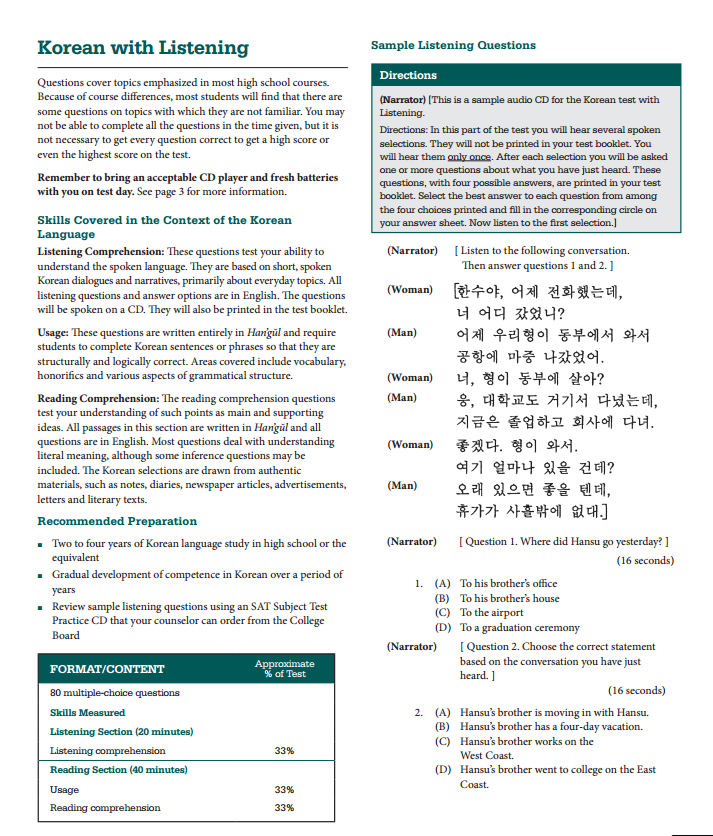 Korean with Listening
Questions cover topics emphasized in most high school courses.
Because of course differences, most students will find that there are
some questions on topics with which they are not familiar. You may
not be able to complete all the questions in the time given, but it is
not necessary to get every question correct to get a high score or
even the highest score on the test.
Remember to bring an acceptable CD player and fresh batteries
with you on test day. See page 3 for more information.
Skills Covered in the Context of the Korean
Language
Listening Comprehension: These questions test your ability to
understand the spoken language. They are based on short, spoken
Korean dialogues and narratives, primarily about everyday topics. All
listening questions and answer options are in English. The questions
will be spoken on a CD. They will also be printed in the test booklet.
Usage: These questions are written entirely in Han'gŭl and require
students to complete Korean sentences or phrases so that they are
structurally and logically correct. Areas covered include vocabulary,
honorifics and various aspects of grammatical structure.
Reading Comprehension: The reading comprehension questions
test your understanding of such points as main and supporting
ideas. All passages in this section are written in Han'gŭl and all
questions are in English. Most questions deal with understanding
literal meaning, although some inference questions may be
included. The Korean selections are drawn from authentic
materials, such as notes, diaries, newspaper articles, advertisements,
letters and literary texts.
Recommended Preparation
▪ Two to four years of Korean language study in high school or the
equivalent
▪ Gradual development of competence in Korean over a period of
years
▪ Review sample listening questions using an SAT Subject Test
Practice CD that your counselor can order from the College
Board
FORMAT/CONTENT Approximate
% of Test
80 multiple-choice questions
Skills Measured
Listening Section (20 minutes)
Listening comprehension 33%
Reading Section (40 minutes)
Usage 33%
Reading comprehension 33%
Sample Listening Questions
Directions
(Narrator) [This is a sample audio CD for the Korean test with
Listening.
Directions: In this part of the test you will hear several spoken
selections. They will not be printed in your test booklet. You
will hear them only once. After each selection you will be asked
one or more questions about what you have just heard. These
questions, with four possible answers, are printed in your test
booklet. Select the best answer to each question from among
the four choices printed and fill in the corresponding circle on
your answer sheet. Now listen to the first selection.]
(Narrator) [ Listen to the following conversation.
Then answer questions 1 and 2. ]
(Woman) [한수야, 어제 전화했는데,
너 어디 갔었니?
(Man) 어제 우리형이 동부에서 와서
공항에 마중 나갔었어.
(Woman) 너, 형이 동부에 살아?
(Man) 응, 대학교도 거기서 다녔는데,
지금은 졸업하고 회사에 다녀.
(Woman) 좋겠다. 형이 와서.
여기 얼마나 있을 건데?
(Man) 오래 있으면 좋을 텐데,
휴가가 사흘밖에 없대.]
(Narrator) [ Question 1. Where did Hansu go yesterday? ]
(16 seconds)
1. (A) To his brother's office
(B) To his brother's house
(C) To the airport
(D) To a graduation ceremony
(Narrator) [ Question 2. Choose the correct statement
based on the conversation you have just
heard. ]
(16 seconds)
2. (A) Hansu's brother is moving in with Hansu.
(B) Hansu's brother has a four-day vacation.
(C) Hansu's brother works on the
West Coast.
(D) Hansu's brother went to college on the East
Coast.